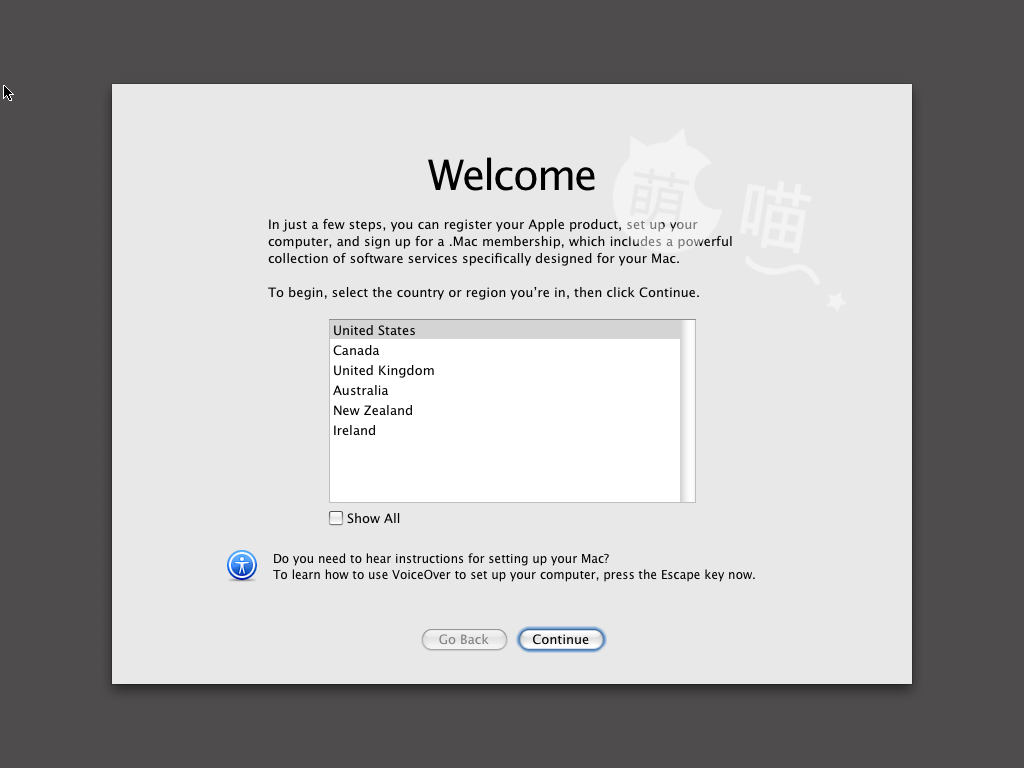 Welcome
In just a few steps, you can register your Apple product, set up your
computer, and sign up for a .Mac membership, which includes a powerful
collection of software services specifically designed for your Mac.
To begin, select the country or region you’re in, then click Continue.
United States
Canada
United Kingdom
Australia
New Zealand
Ireland
Show All
Do you need to hear instructions for setting up your Mac?
To learn how to use VoiceOver to set up your computer, press the Escape key now.
Go Back
Continue
萌喵